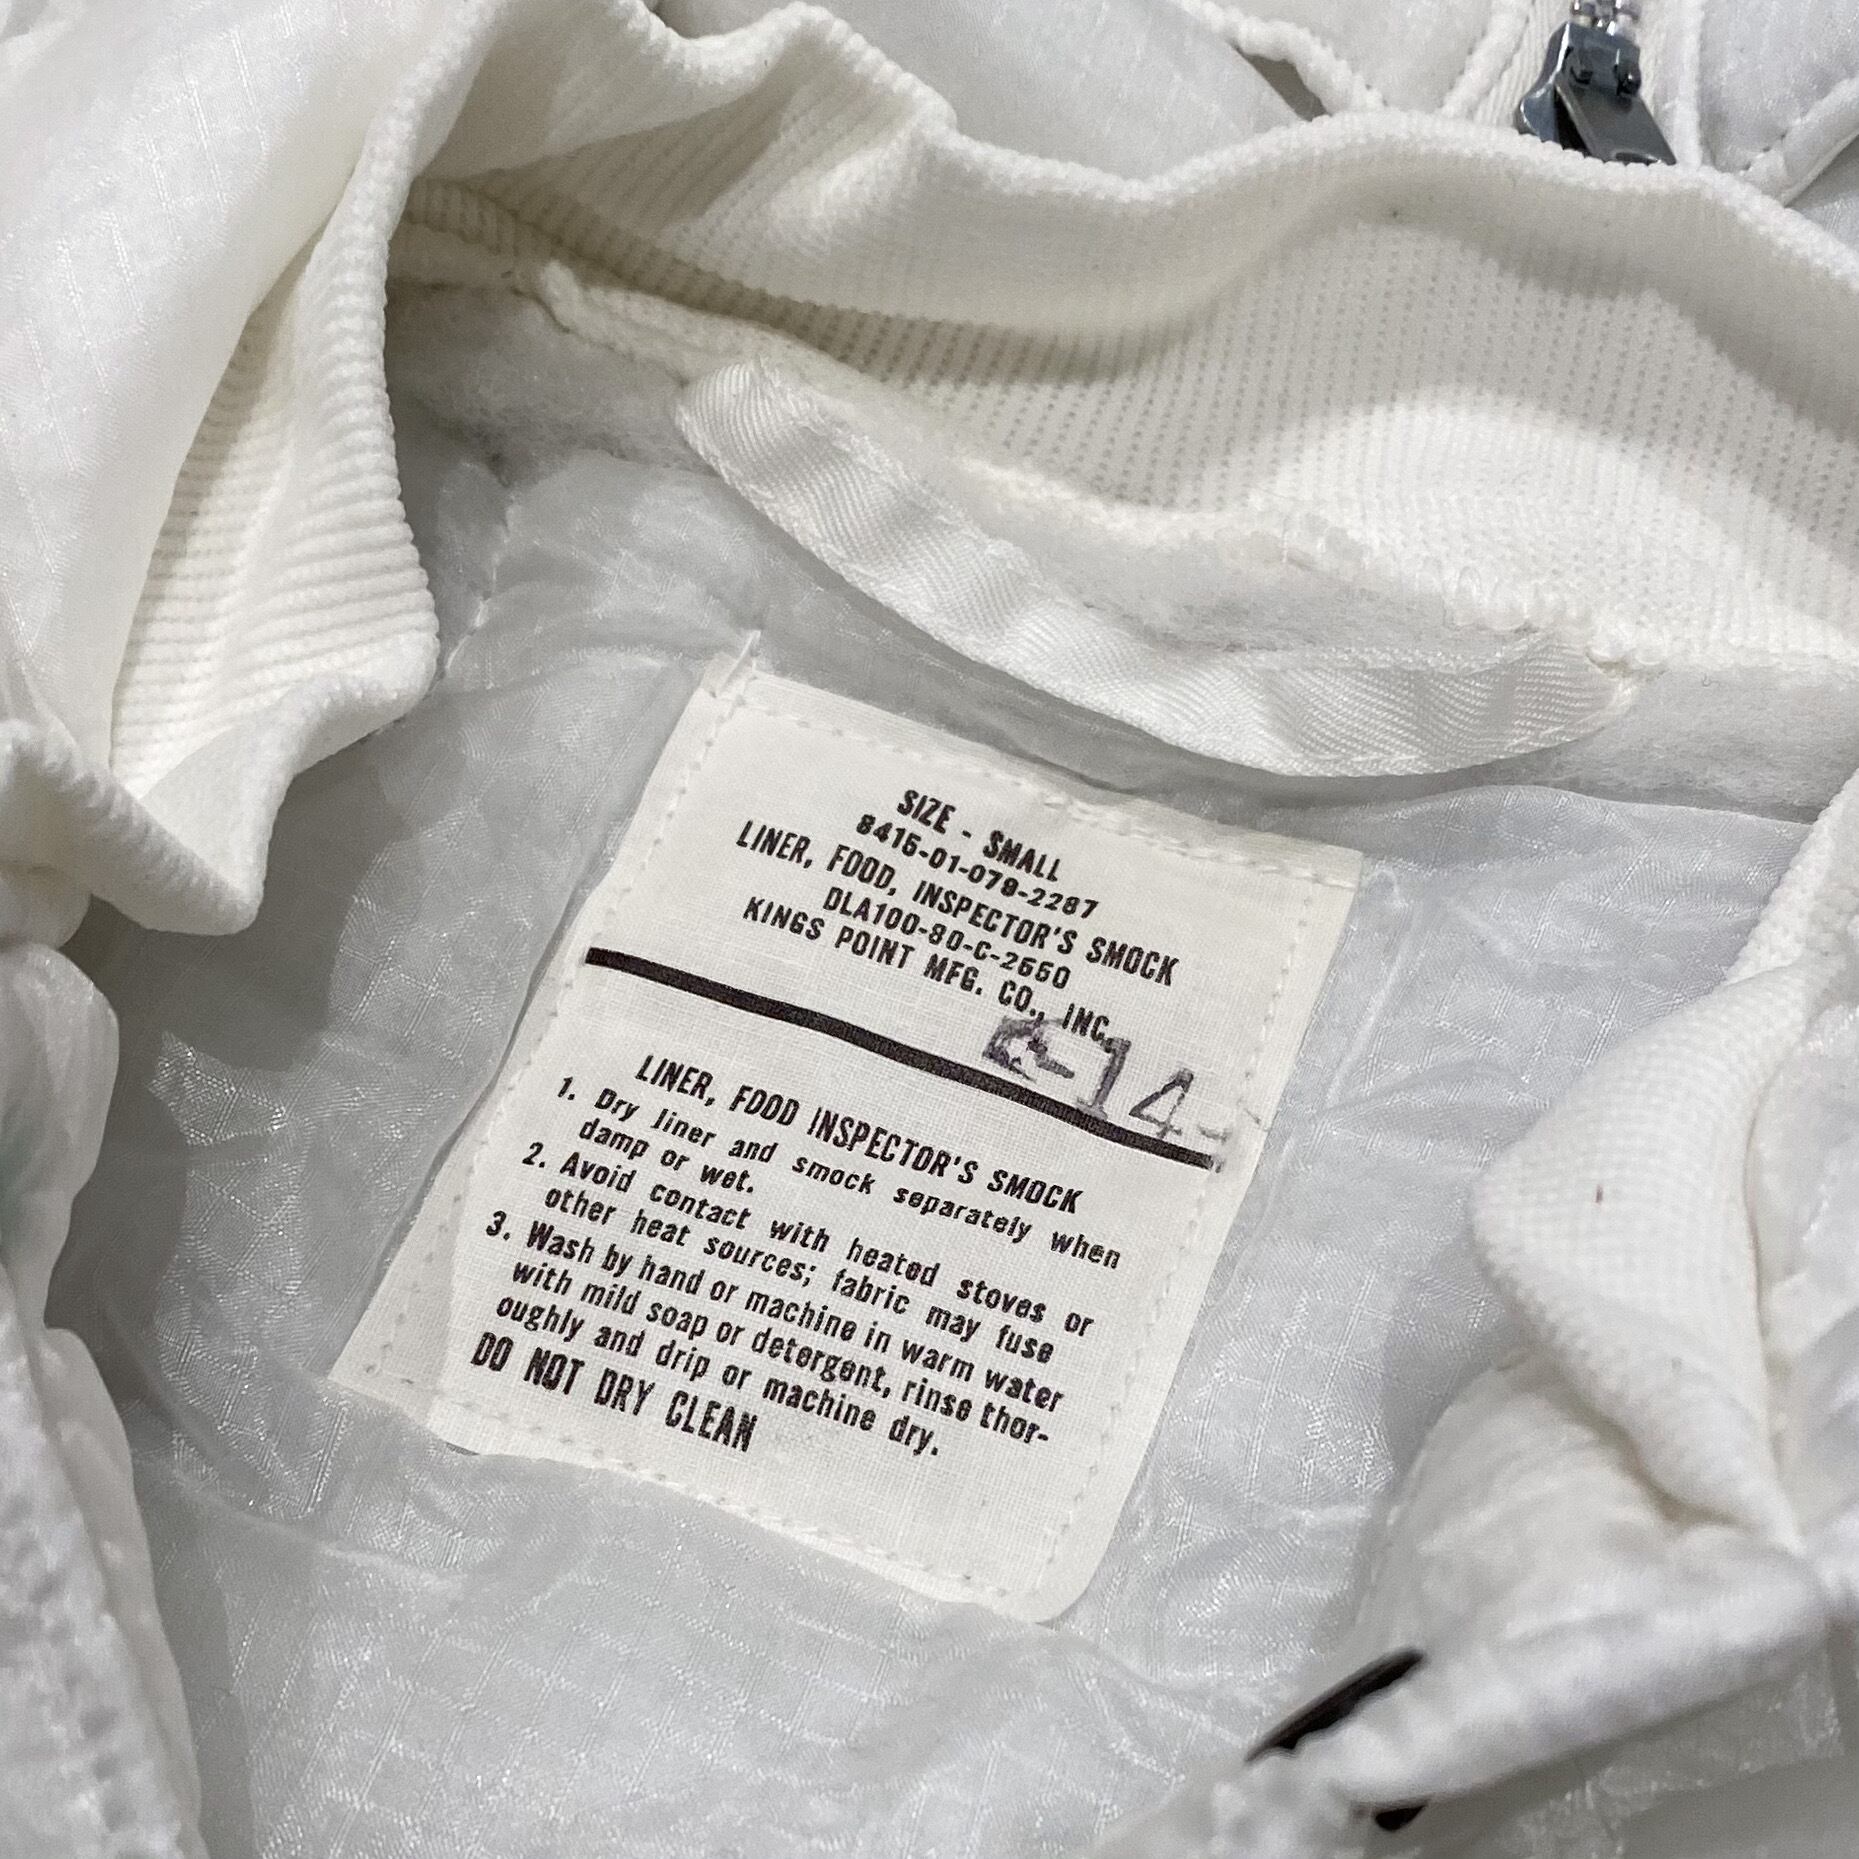 SIZE - SMALL
8415-01-079-2287
LINER, FOOD, INSPECTOR'S SMOCK
DLA100-80-C-2660
KINGS POINT MFG. CO., INC.
-14-
LINER, FOOD INSPECTOR'S SMOCK
1. Dry liner and smock separately when
damp or wet.
2. Avoid contact with heated stoves or
other heat sources; fabric may fuse
3. Wash by hand or machine in warm water
with mild soap or detergent, rinse thor-
oughly and drip or machine dry.
DO NOT DRY CLEAN